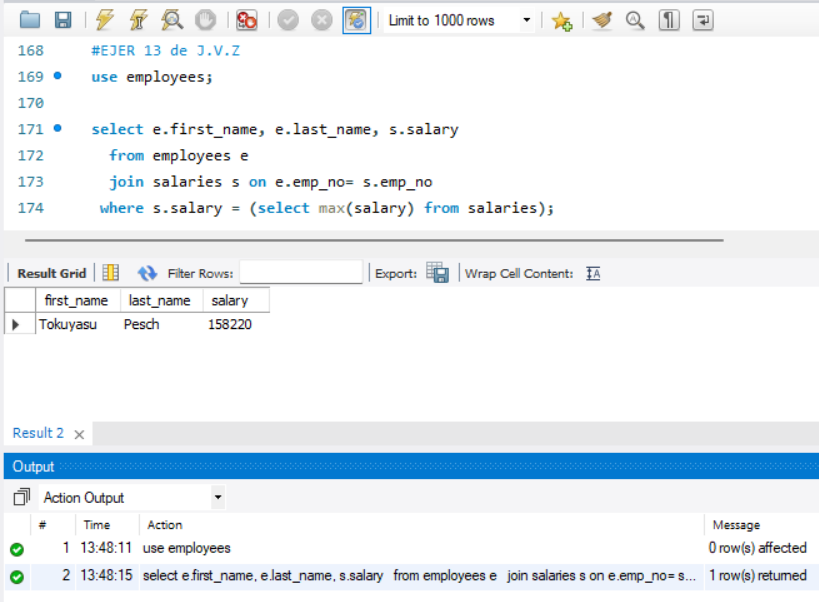 Limit to 1000 rows
168 #EJER 13 de J.V.Z
169 use employees;
170
171 select e.first_name, e.last_name, s.salary
172 from employees e
173 join salaries s on e.emp_no= s.emp_no
174 where s.salary = (select max(salary) from salaries);
Result Grid Filter Rows: Export: Wrap Cell Content: IA
first_name last_name salary
Tokuyasu Pesch 158220
Result 2 ×
Output
Action Output
# Time Action Message
1 13:48:11 use employees 0 row(s) affected
2 13:48:15 select e.first_name, e.last_name, s.salary from employees e join salaries s on e.emp_no= s... 1 row(s) returned